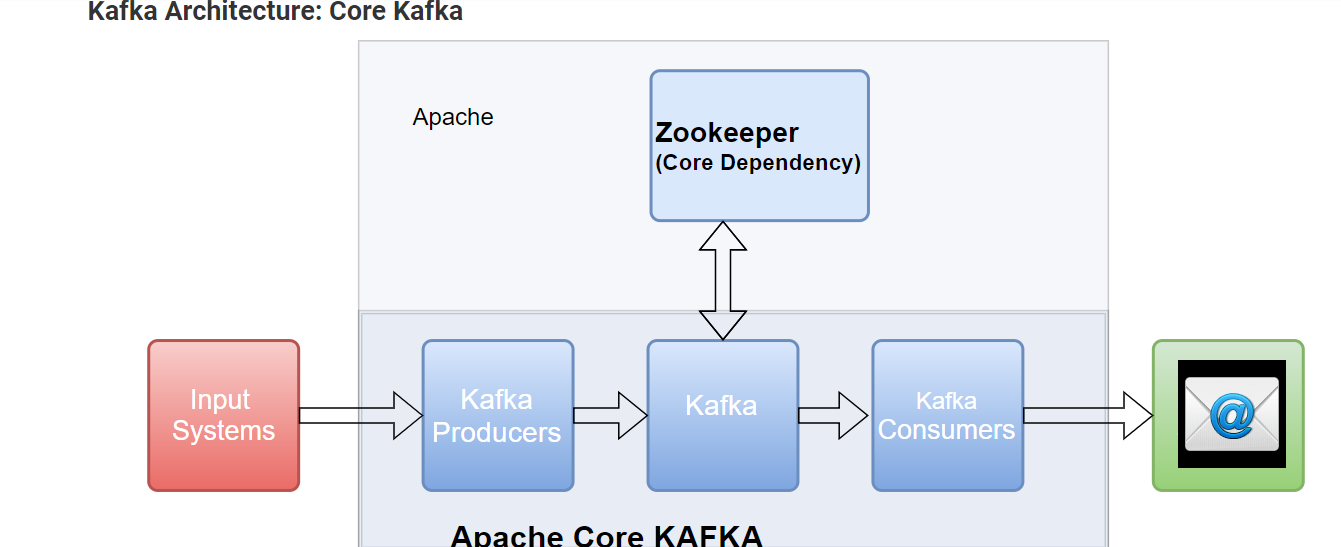 Kafka Architecture: Core Kafka
Apache
Zookeeper
(Core Dependency)
Input
Systems
Kafka
Producers
Kafka
Kafka
Consumers
@
Apache Core KAFKA